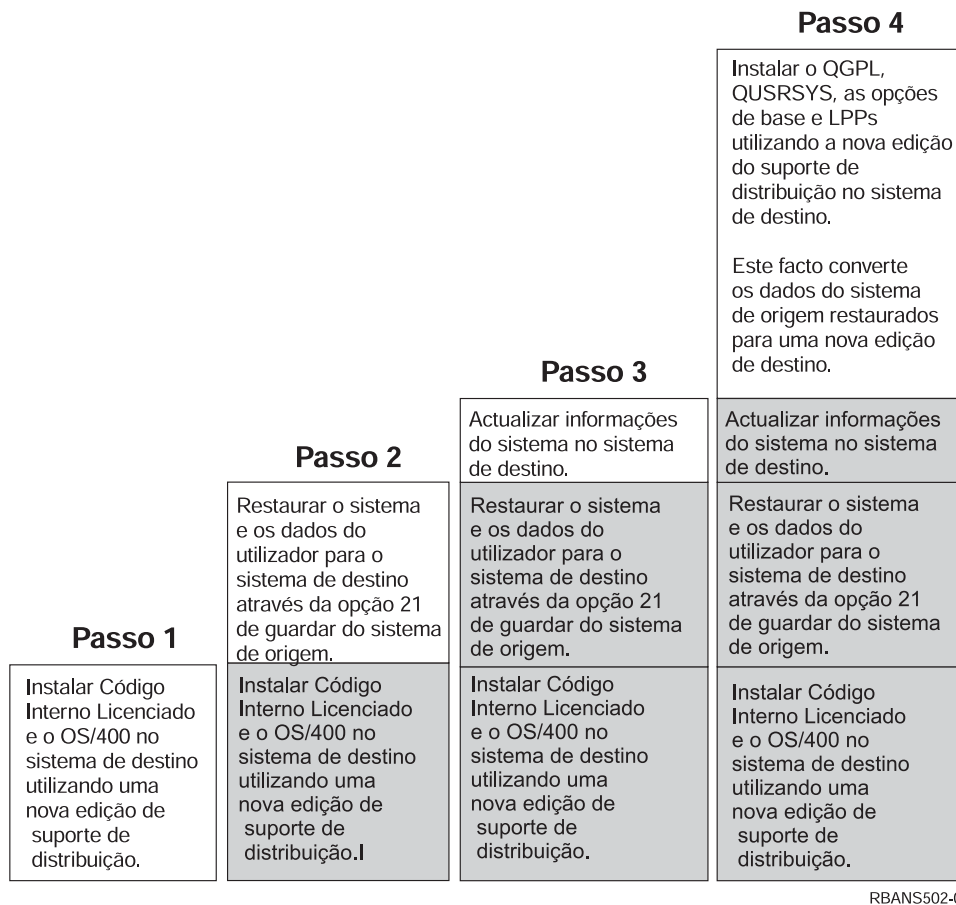 Passo 1
Instalar Código
Interno Licenciado
e o OS/400 no
sistema de destino
utilizando uma
nova edição de
suporte de
distribuição.
Passo 2
Restaurar o sistema
e os dados do
utilizador para o
sistema de destino
através da opção 21
de guardar do sistema
de origem.
Instalar Código
Interno Licenciado
e o OS/400 no
sistema de destino
utilizando uma
nova edição de
suporte de
distribuição.I
Passo 3
Actualizar informações
do sistema no sistema
de destino.
Restaurar o sistema
e os dados do
utilizador para o
sistema de destino
através da opção 21
de guardar do sistema
de origem.
Instalar Código
Interno Licenciado
e o OS/400 no
sistema de destino
utilizando uma
nova edição de
suporte de
distribuição.
Passo 4
Instalar o QGPL,
QUSRSYS, as opções
de base e LPPs
utilizando a nova edição
do suporte de
distribuição no sistema
de destino.
Este facto converte
os dados do sistema
de origem restaurados
para uma nova edição
de destino.
Actualizar informações
do sistema no sistema
de destino.
Restaurar o sistema
e os dados do
utilizador para o
sistema de destino
através da opção 21
de guardar do sistema
de origem.
Instalar Código
Interno Licenciado
e o OS/400 no
sistema de destino
utilizando uma
nova edição de
suporte de
distribuição.
RBANS502-0